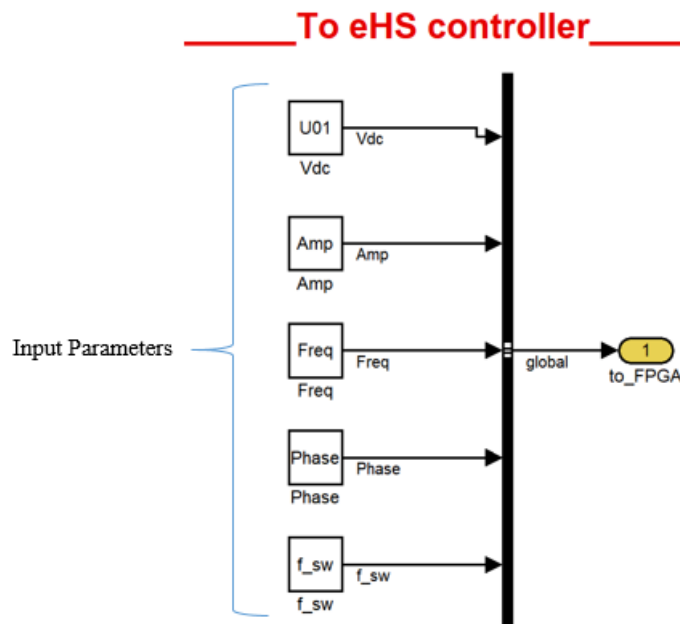 To eHS controller
U01
Vdc
Vdc
Amp
Amp
Amp
Input Parameters
Freq
Freq
Freq
global
1
to_FPGA
Phase
Phase
Phase
f_sw
f_sw
f_sw